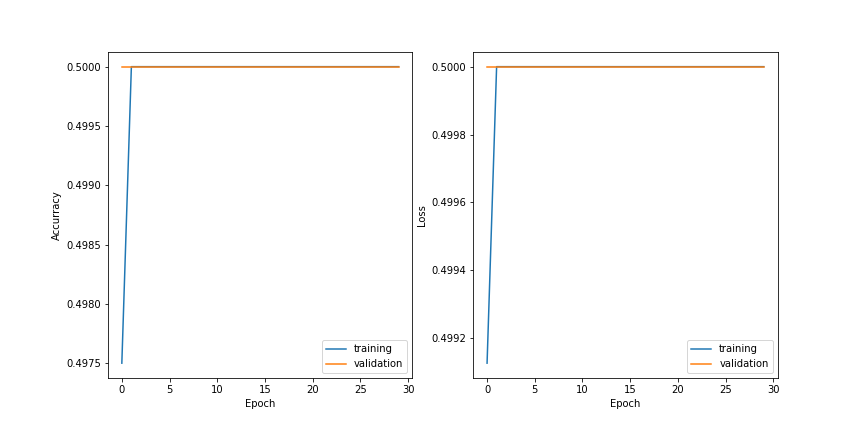 0.5000
0.4995
0.4990
0.4985
0.4980
0.4975
Accurracy
0 5 10 15 20 25 30
Epoch
training
validation
0.5000
0.4998
0.4996
0.4994
0.4992
Loss
0 5 10 15 20 25 30
Epoch
training
validation